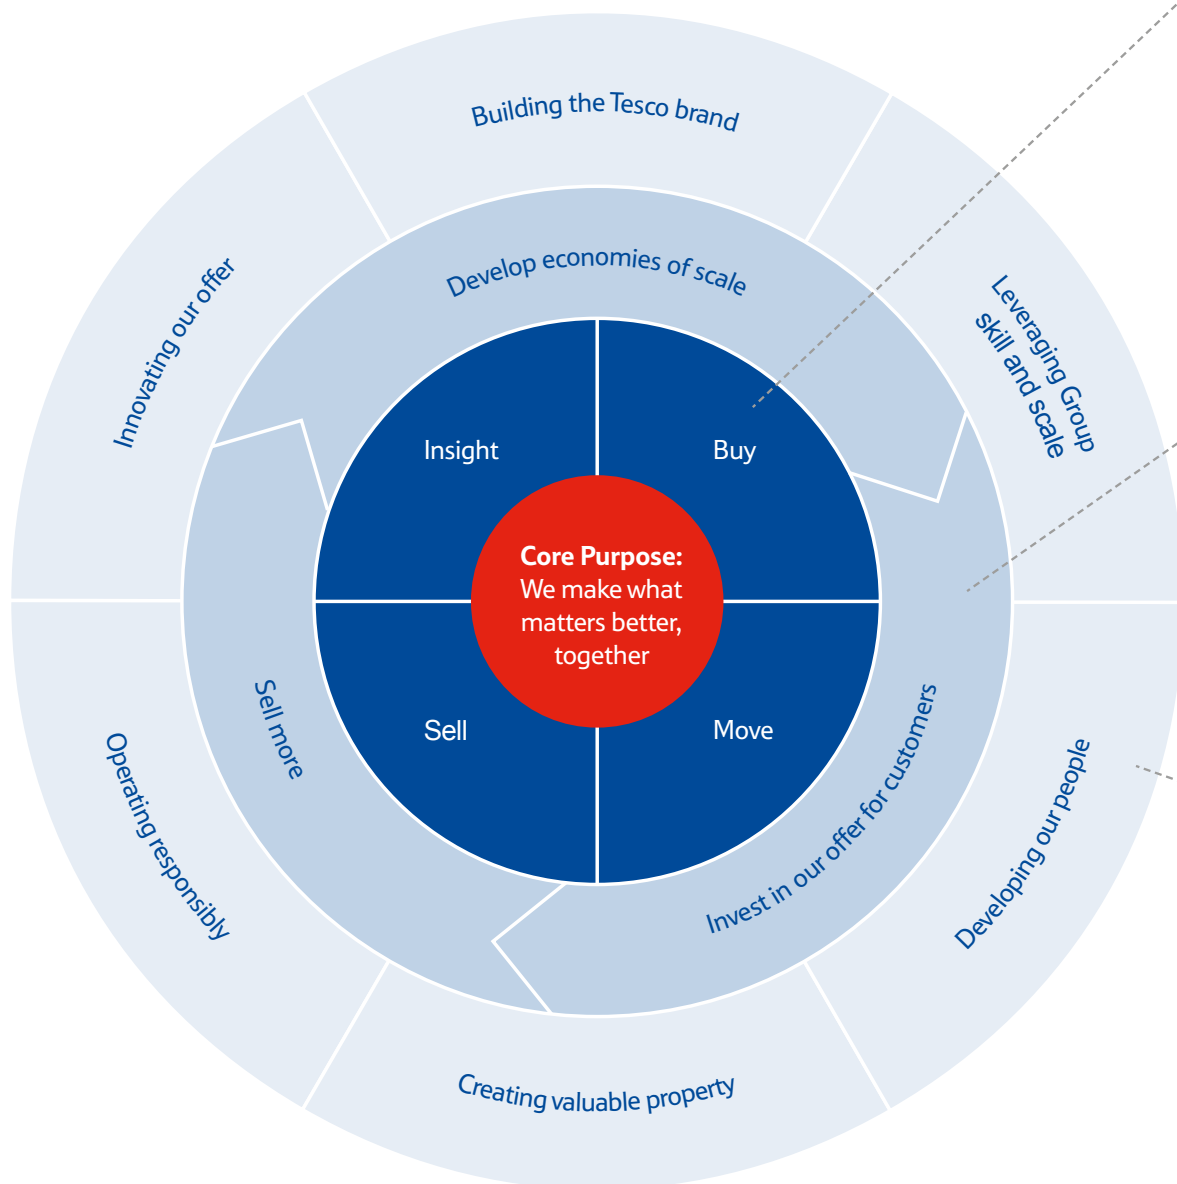 Building the Tesco brand
Develop economies of scale
Innovating our offer
Leveraging Group
skill and scale
Insight
Buy
Core Purpose:
We make what
matters better,
together
Sell more
Sell
Move
Invest in our offer for customers
Operating responsibly
Developing our people
Creating valuable property